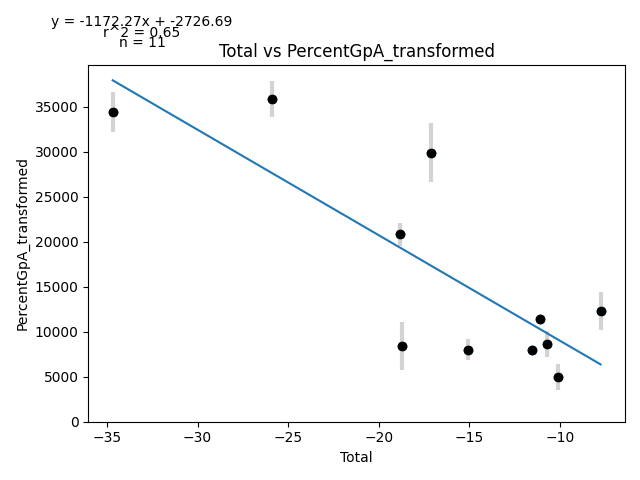 y = -1172.27x + -2726.69
r^2 = 0.65
n = 11
Total vs PercentGpA_transformed
PercentGpA_transformed
35000
30000
25000
20000
15000
10000
5000
0
−35 −30 −25 −20 −15 −10
Total